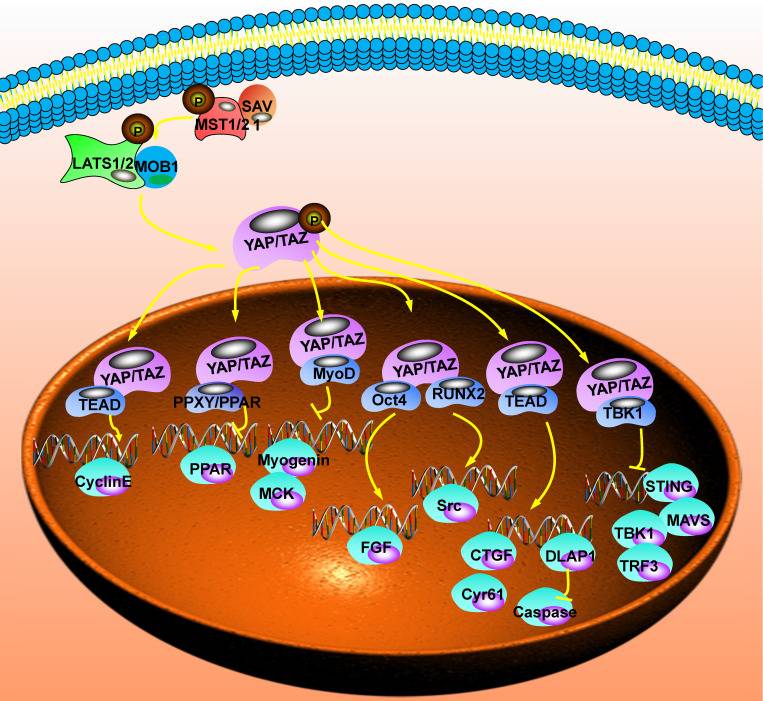 P
SAV
MST1/2 1
P
LATS1/2
MOB1
P
YAP/TAZ
YAP/TAZ
TEAD
CyclinE
YAP/TAZ
PPXY/PPAR
PPAR
YAP/TAZ
MyoD
Myogenin
MCK
YAP/TAZ
Oct4
RUNX2
FGF
Src
YAP/TAZ
TEAD
CTGF
DLAP1
Cyr61
Caspase
YAP/TAZ
TBK1
STING
MAVS
TBK1
TRF3